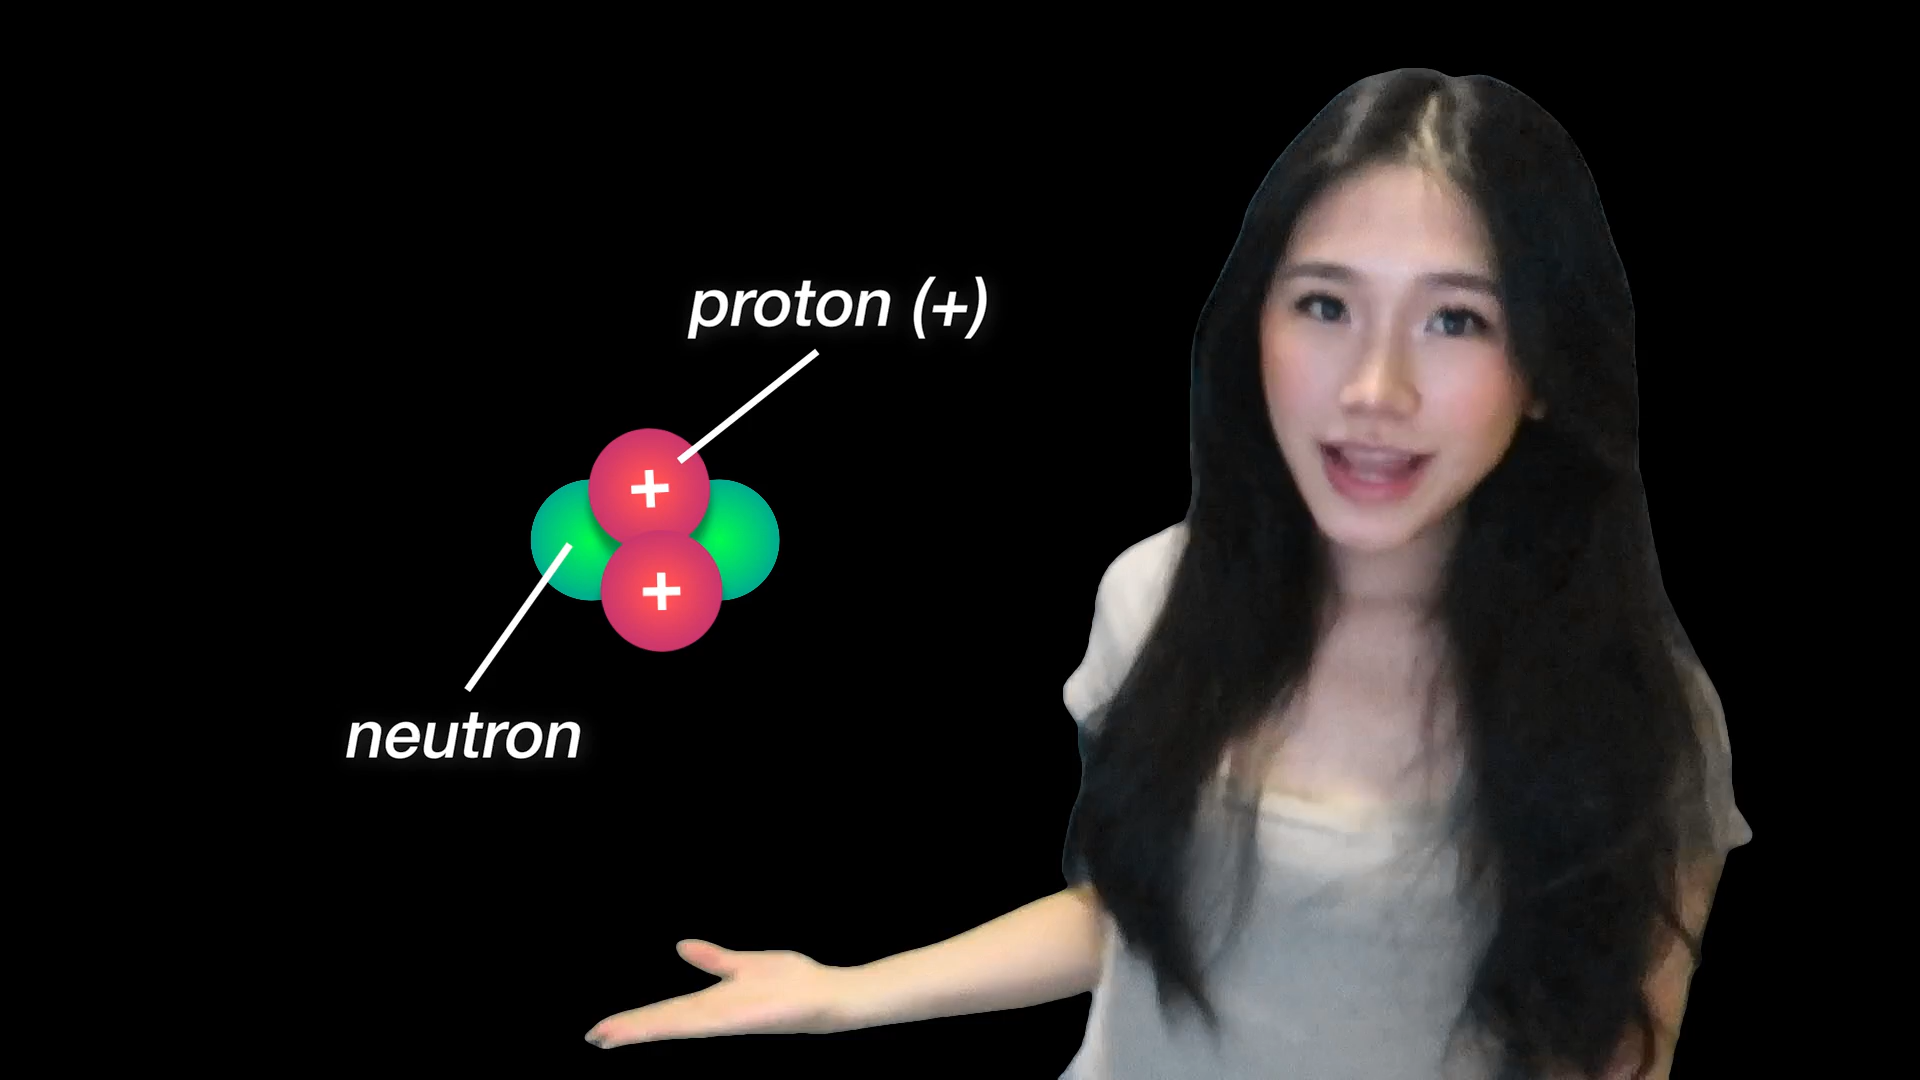 proton (+)
+
+
neutron